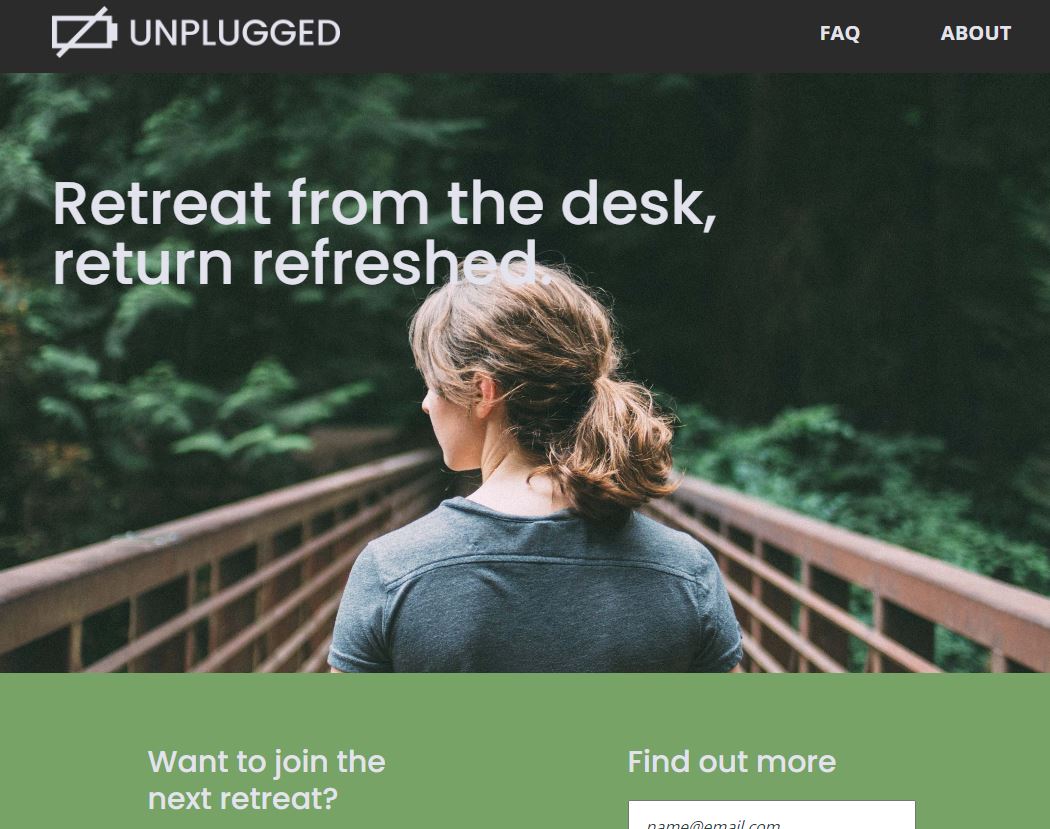 UNPLUGGED
FAQ
ABOUT
Retreat from the desk,
return refreshed.
Want to join the
next retreat?
Find out more
name@email.com